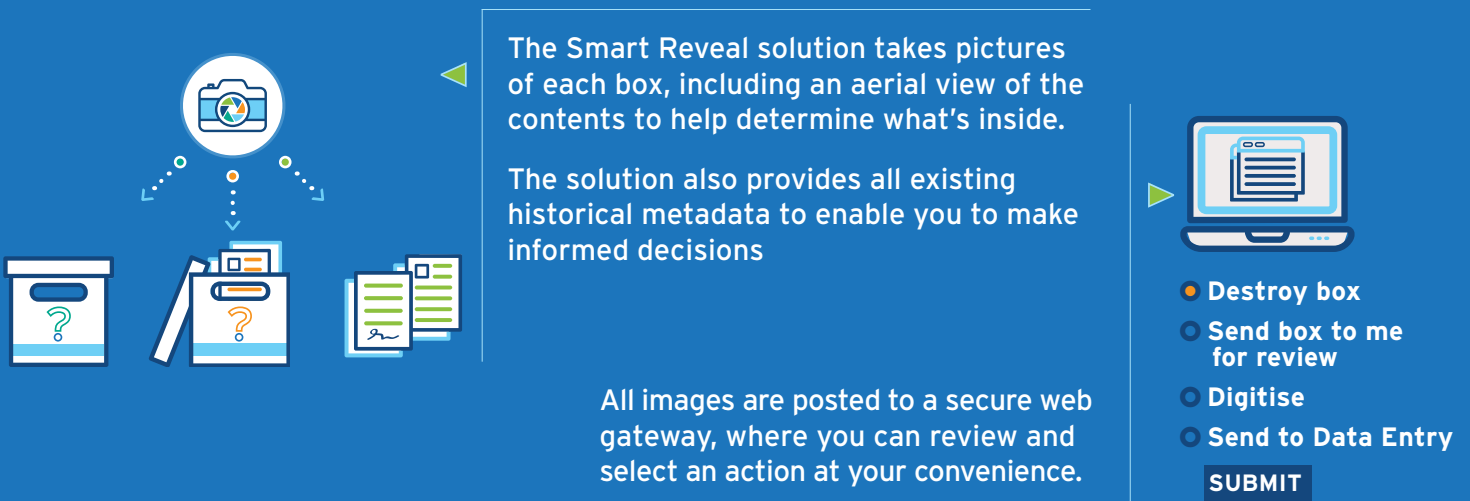 The Smart Reveal solution takes pictures
of each box, including an aerial view of the
contents to help determine what's inside.
The solution also provides all existing
historical metadata to enable you to make
informed decisions
All images are posted to a secure web
gateway, where you can review and
select an action at your convenience.
? ?
Destroy box
Send box to me
for review
Digitise
Send to Data Entry
SUBMIT